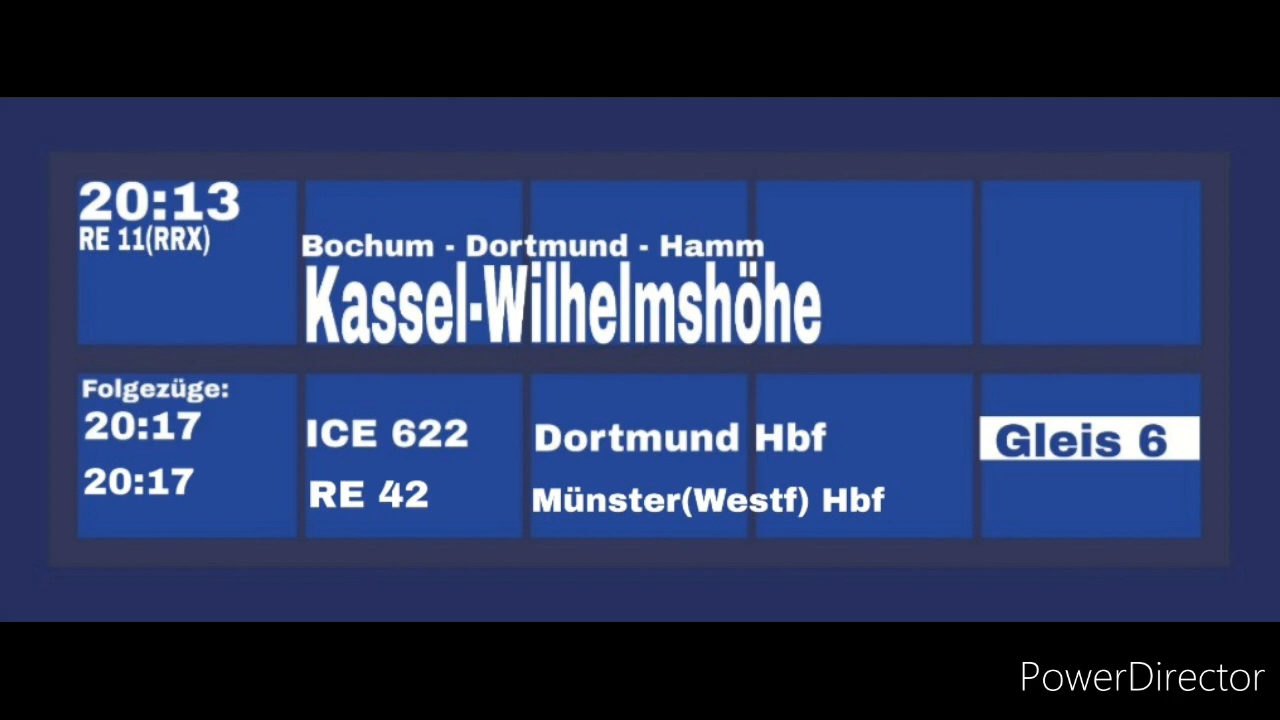 20:13
RE 11(RRX)
Bochum - Dortmund - Hamm
Kassel-Wilhelmshöhe
Folgezüge:
20:17 ICE 622 Dortmund Hbf
Gleis 6
20:17 RE 42 Münster(Westf) Hbf
PowerDirector